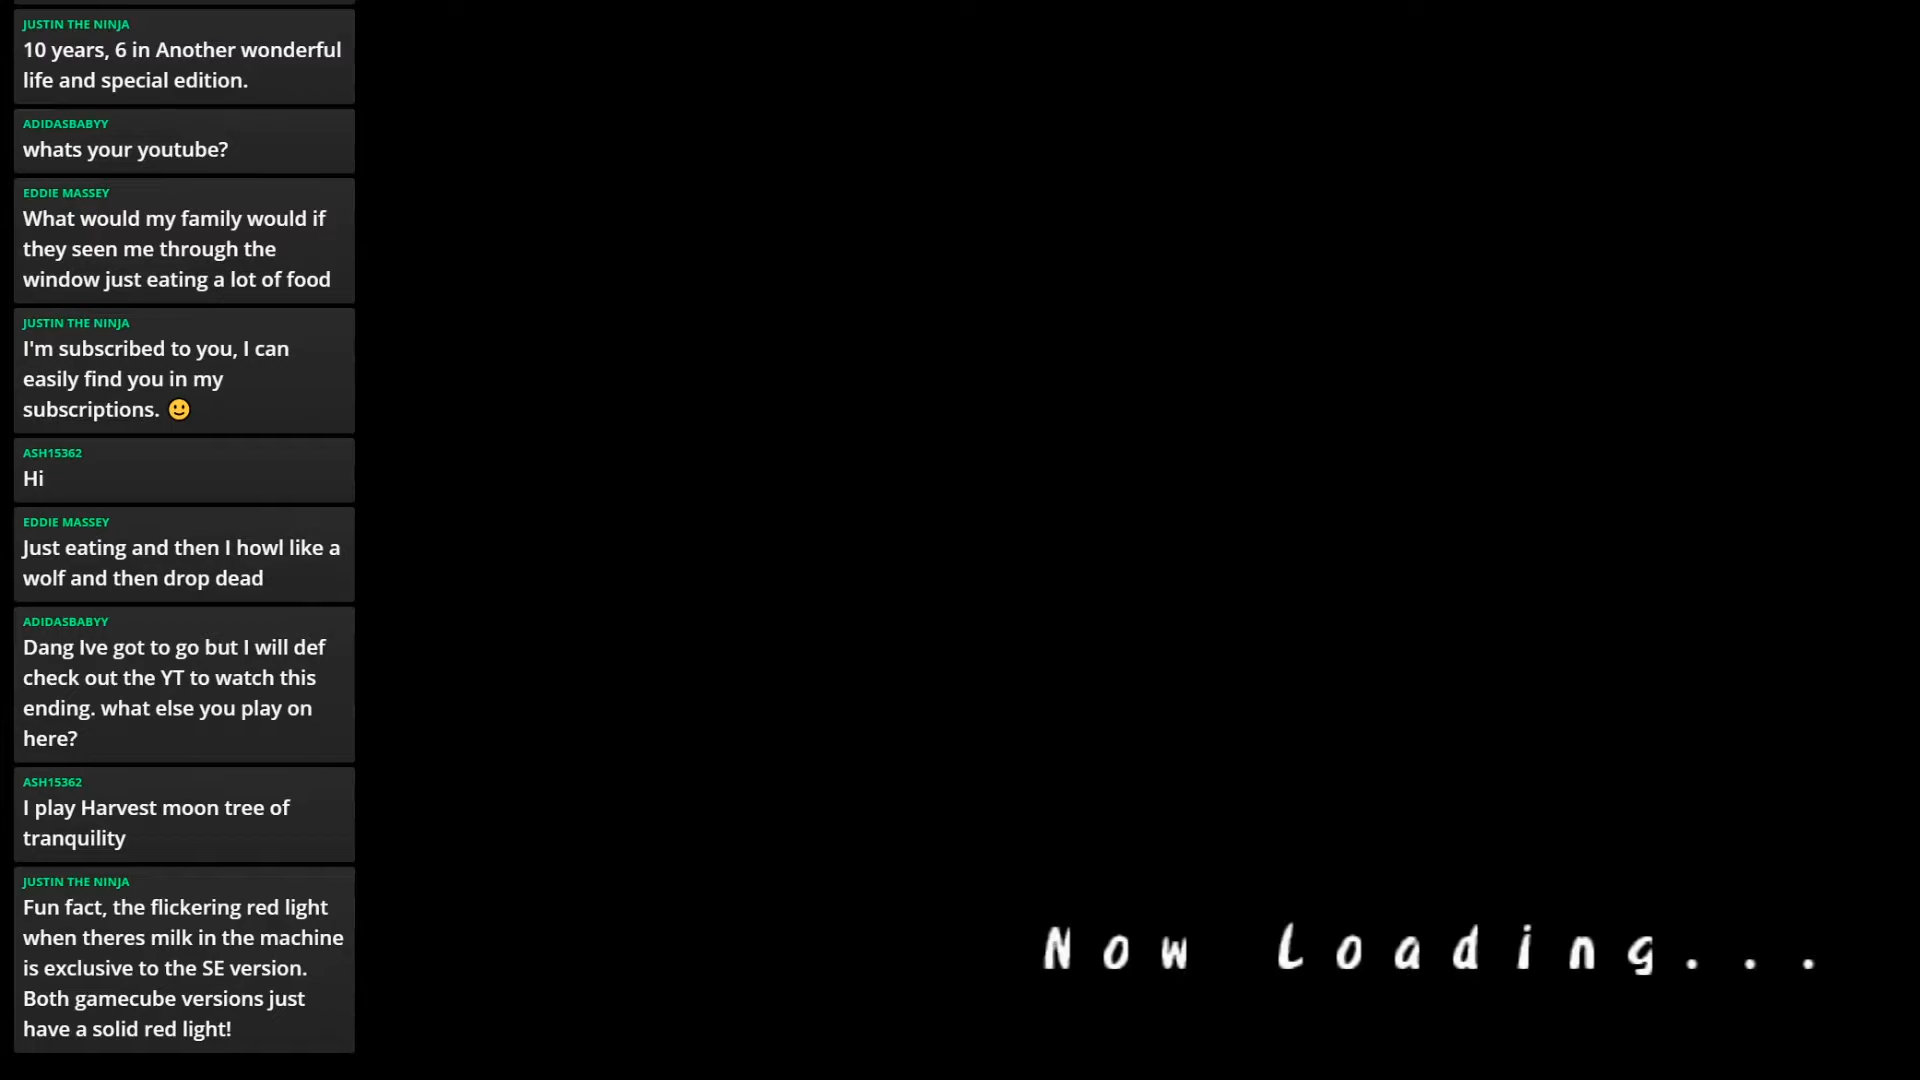 JUSTIN THE NINJA
10 years, 6 in Another wonderful
life and special edition.
ADIDASBABYY
whats your youtube?
EDDIE MASSEY
What would my family would if
they seen me through the
window just eating a lot of food
JUSTIN THE NINJA
I'm subscribed to you, I can
easily find you in my
subscriptions. 🙂
ASH15362
Hi
EDDIE MASSEY
Just eating and then I howl like a
wolf and then drop dead
ADIDASBABYY
Dang Ive got to go but I will def
check out the YT to watch this
ending. what else you play on
here?
ASH15362
I play Harvest moon tree of
tranquility
JUSTIN THE NINJA
Fun fact, the flickering red light
when theres milk in the machine
is exclusive to the SE version.
Both gamecube versions just
have a solid red light!
Now Loading...